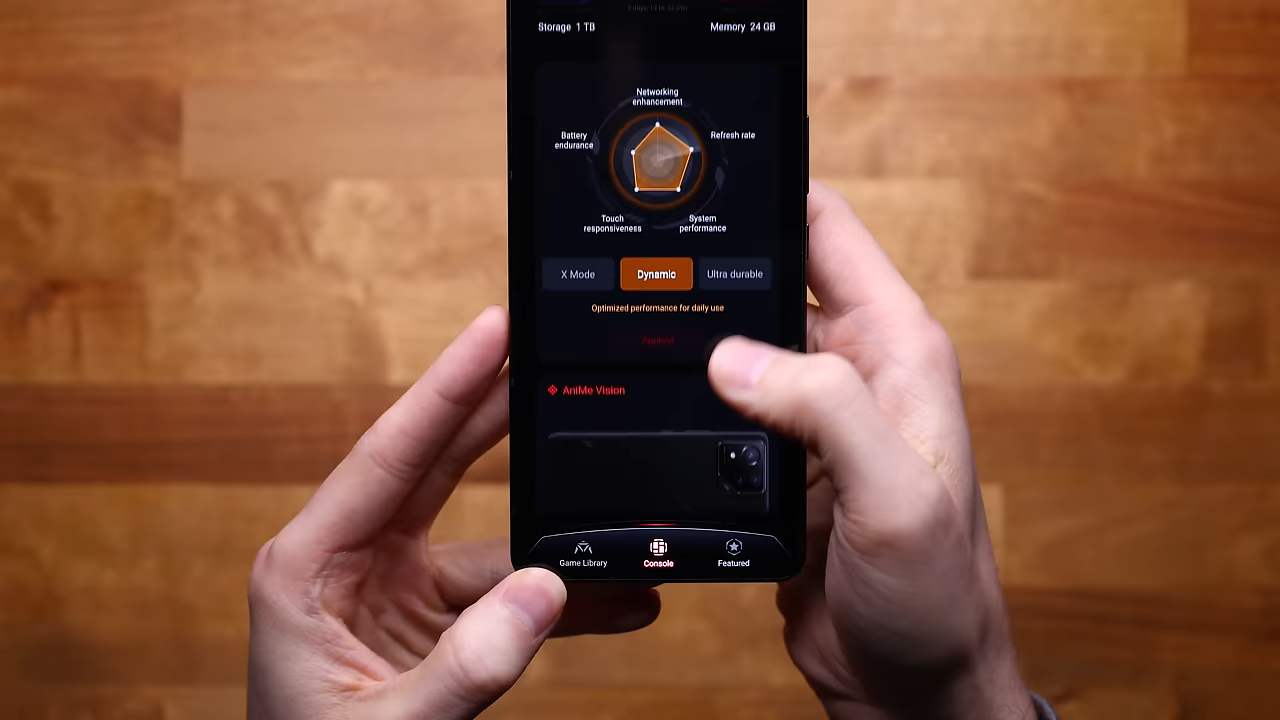 Storage 1 TB
Memory 24 GB
Networking
enhancement
Battery
endurance
Refresh rate
Touch
responsiveness
System
performance
X Mode
Dynamic
Ultra durable
Optimized performance for daily use
Applied
AniMe Vision
Game Library
Console
Featured